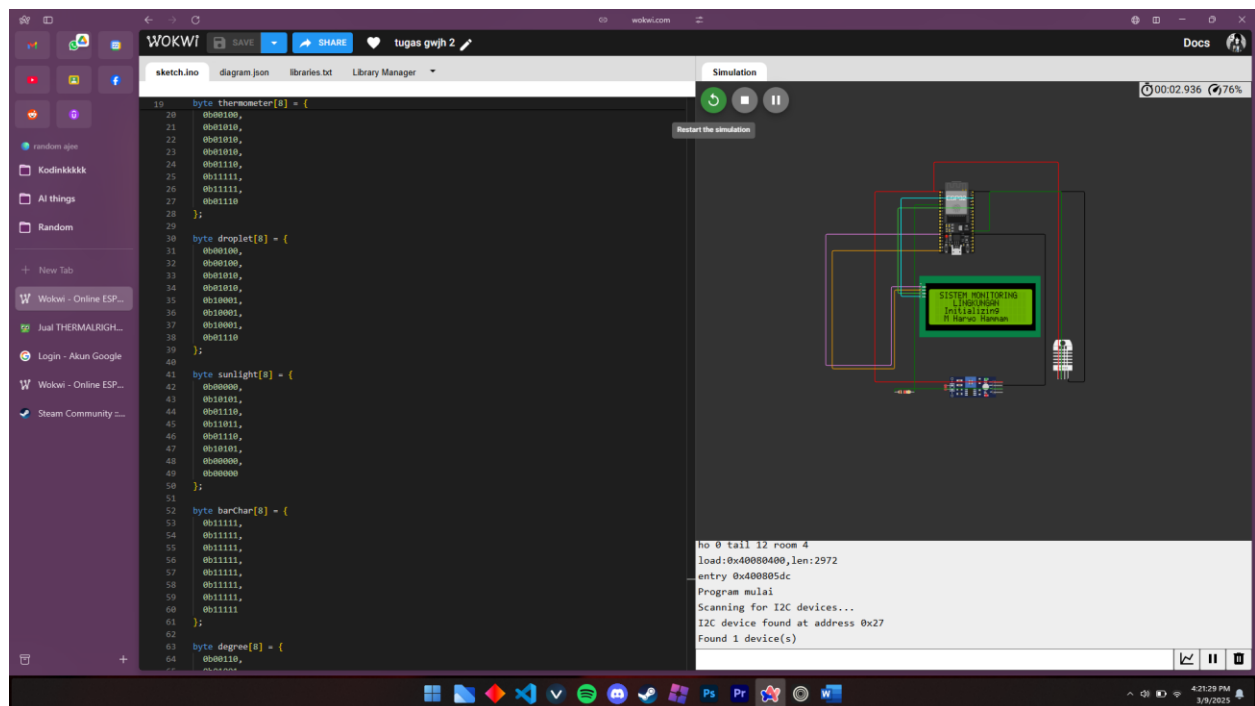 wokwi.com
WOKWi
SAVE
SHARE
tugas gwjh 2
Docs
random ajee
Kodinkkkkk
AI things
Random
New Tab
Wokwi - Online ESP...
Jual THERMALRIGH...
Login - Akun Google
Wokwi - Online ESP...
Steam Community ::...
sketch.ino
diagram.json
libraries.txt
Library Manager
19 byte thermometer[8] = {
20 0b00100,
21 0b01010,
22 0b01010,
23 0b01010,
24 0b01110,
25 0b11111,
26 0b11111,
27 0b01110
28 };
29
30 byte droplet[8] = {
31 0b00100,
32 0b00100,
33 0b01010,
34 0b01010,
35 0b10001,
36 0b10001,
37 0b10001,
38 0b01110
39 };
40
41 byte sunlight[8] = {
42 0b00000,
43 0b10101,
44 0b01110,
45 0b11011,
46 0b01110,
47 0b10101,
48 0b00000,
49 0b00000
50 };
51
52 byte barChar[8] = {
53 0b11111,
54 0b11111,
55 0b11111,
56 0b11111,
57 0b11111,
58 0b11111,
59 0b11111,
60 0b11111
61 };
62
63 byte degree[8] = {
64 0b00110,
Simulation
00:02.936 76%
Restart the simulation
SISTEM MONITORING
LINGKUNGAN
Initializing
M Haryo Hammam
ho 0 tail 12 room 4
load:0x40080400,len:2972
entry 0x400805dc
Program mulai
Scanning for I2C devices...
I2C device found at address 0x27
Found 1 device(s)
Ps
Pr
W
4:21:29 PM
3/9/2025